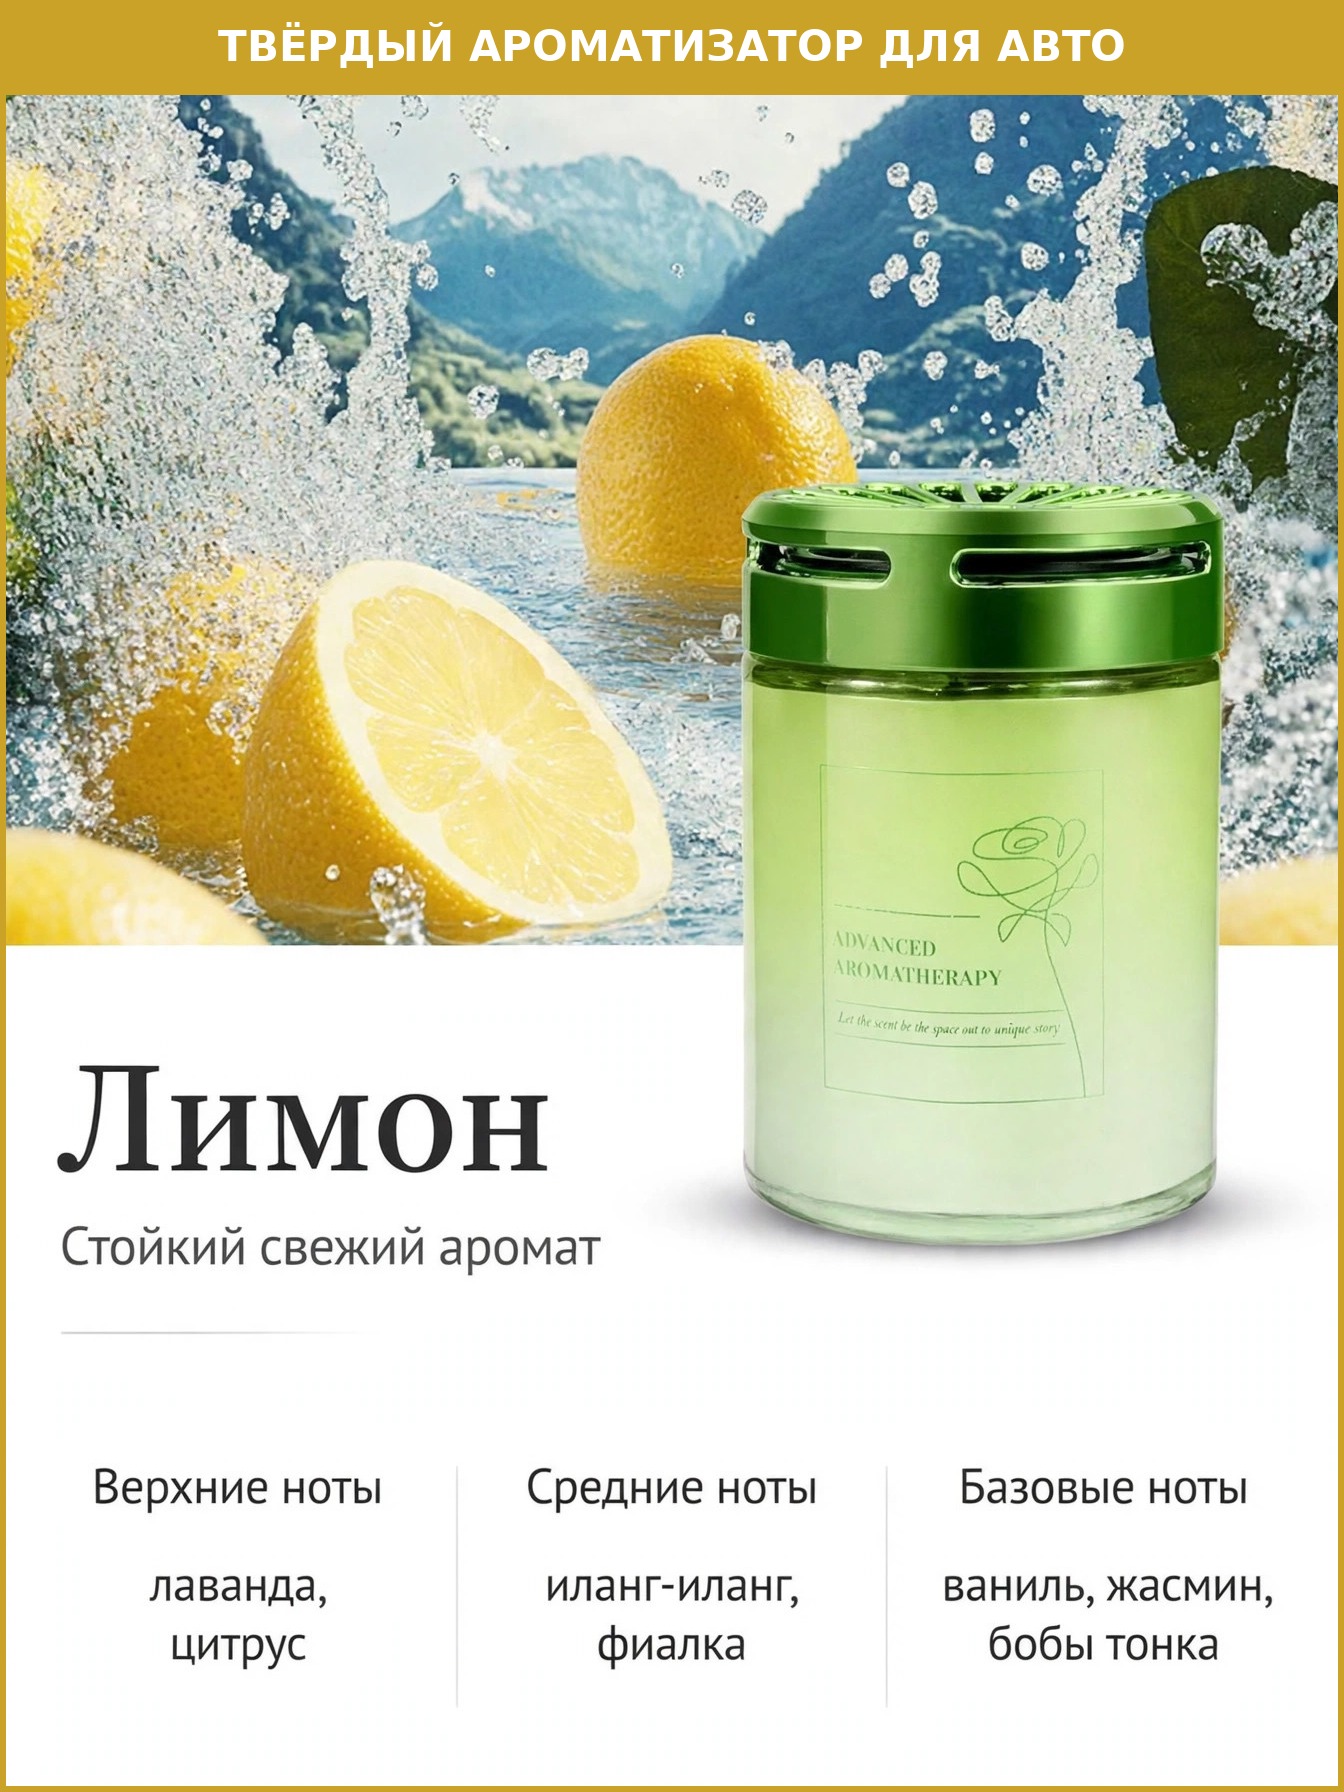 ТВЁРДЫЙ АРОМАТИЗАТОР ДЛЯ АВТО
ADVANCED
AROMATHERAPY
Let the scent be the space out to unique story
Лимон
Стойкий свежий аромат
Верхние ноты
лаванда,
цитрус
Средние ноты
иланг-иланг,
фиалка
Базовые ноты
ваниль, жасмин,
бобы тонка